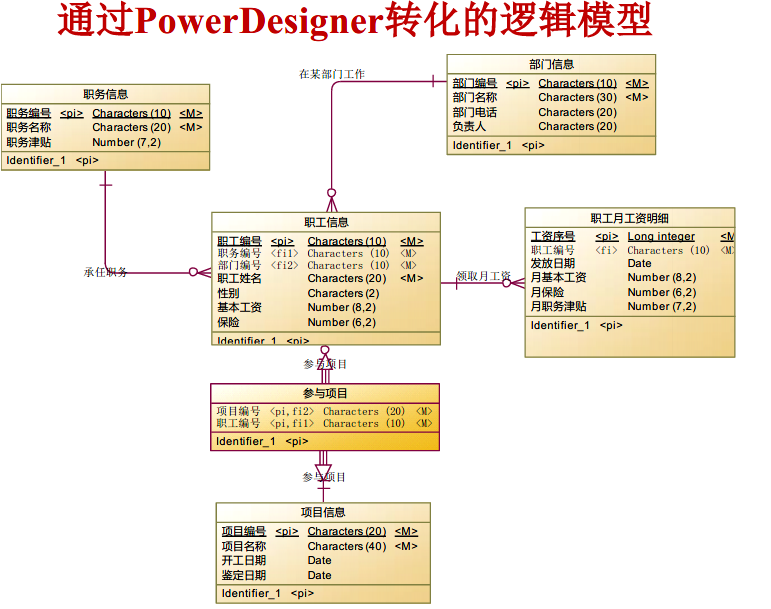 通过PowerDesigner转化的逻辑模型
在某部门工作
部门信息
部门编号 <pi> Characters (10) <M>
部门名称 Characters (30) <M>
部门电话 Characters (20)
负责人 Characters (20)
Identifier_1 <pi>
职务信息
职务编号 <pi> Characters (10) <M>
职务名称 Characters (20) <M>
职务津贴 Number (7,2)
Identifier_1 <pi>
承任职务
职工信息
职工编号 <pi> Characters (10) <M>
职务编号 <fi1> Characters (10) <M>
部门编号 <fi2> Characters (10) <M>
职工姓名 Characters (20) <M>
性别 Characters (2)
基本工资 Number (8,2)
保险 Number (6,2)
Identifier_1 <pi>
领取月工资
职工月工资明细
工资序号 <pi> Long integer <M
职工编号 <fi> Characters (10) <M>
发放日期 Date
月基本工资 Number (8,2)
月保险 Number (6,2)
月职务津贴 Number (7,2)
Identifier_1 <pi>
参与项目
参与项目
项目编号 <pi,fi2> Characters (20) <M>
职工编号 <pi,fi1> Characters (10) <M>
Identifier_1 <pi>
参与项目
项目信息
项目编号 <pi> Characters (20) <M>
项目名称 Characters (40) <M>
开工日期 Date
鉴定日期 Date
Identifier_1 <pi>